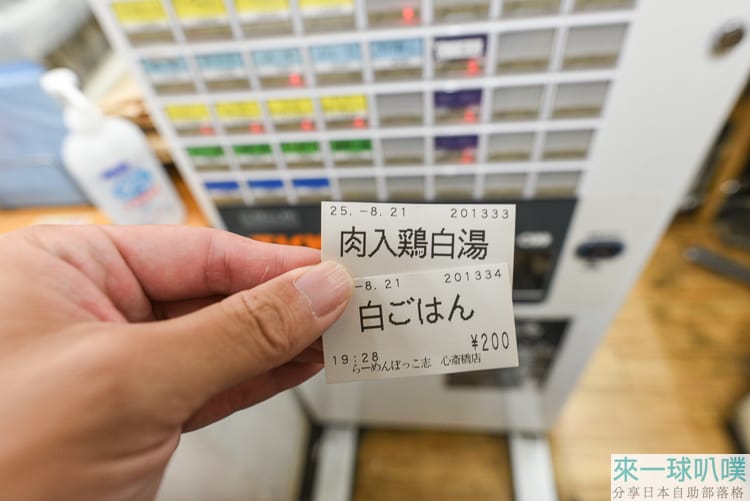 25.-8.21 201333
肉入鶏白湯
-8.21 201334
白ごはん
¥200
19:28
らーめんぼっこ志 心斎橋店
來一球叭噗
分享日本自助部落格